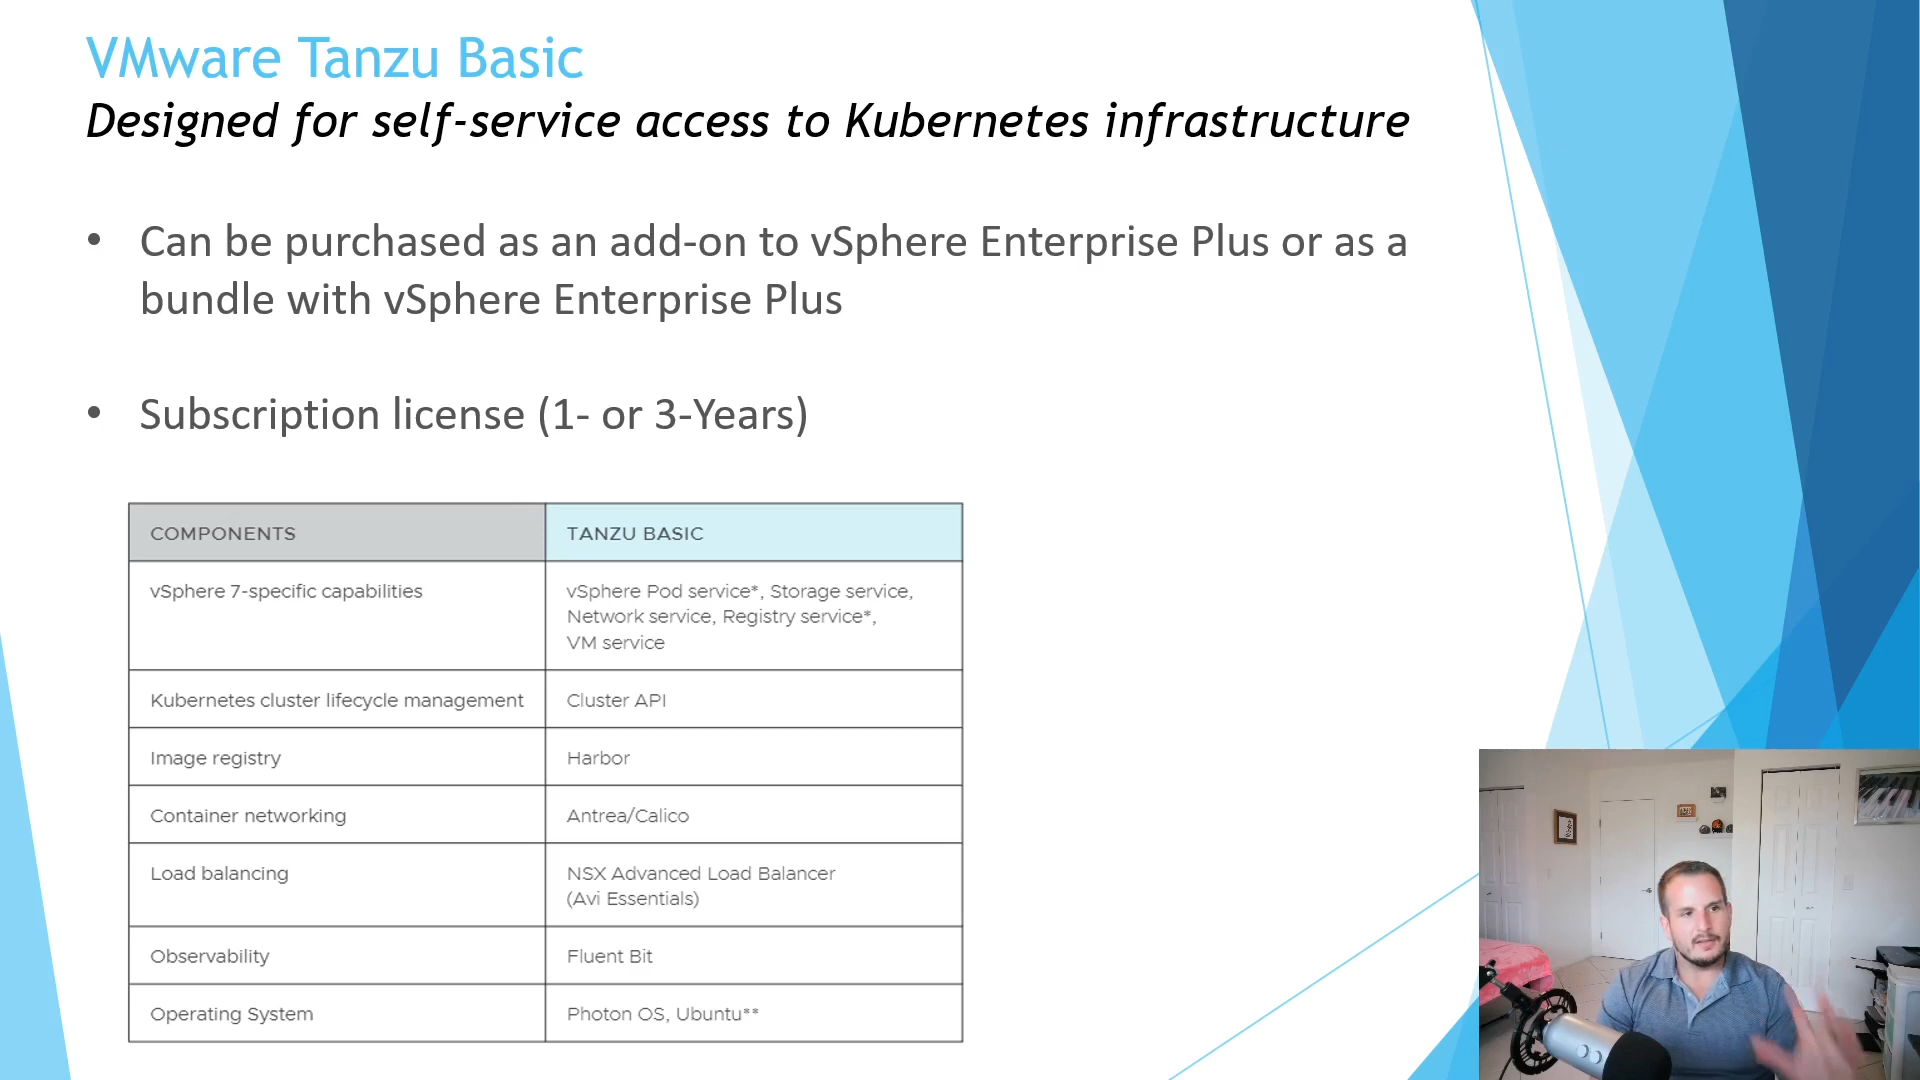 VMware Tanzu Basic
Designed for self-service access to Kubernetes infrastructure
• Can be purchased as an add-on to vSphere Enterprise Plus or as a
bundle with vSphere Enterprise Plus
• Subscription license (1- or 3-Years)
COMPONENTS TANZU BASIC
vSphere 7-specific capabilities vSphere Pod service*, Storage service,
Network service, Registry service*,
VM service
Kubernetes cluster lifecycle management Cluster API
Image registry Harbor
Container networking Antrea/Calico
Load balancing NSX Advanced Load Balancer
(Avi Essentials)
Observability Fluent Bit
Operating System Photon OS, Ubuntu**